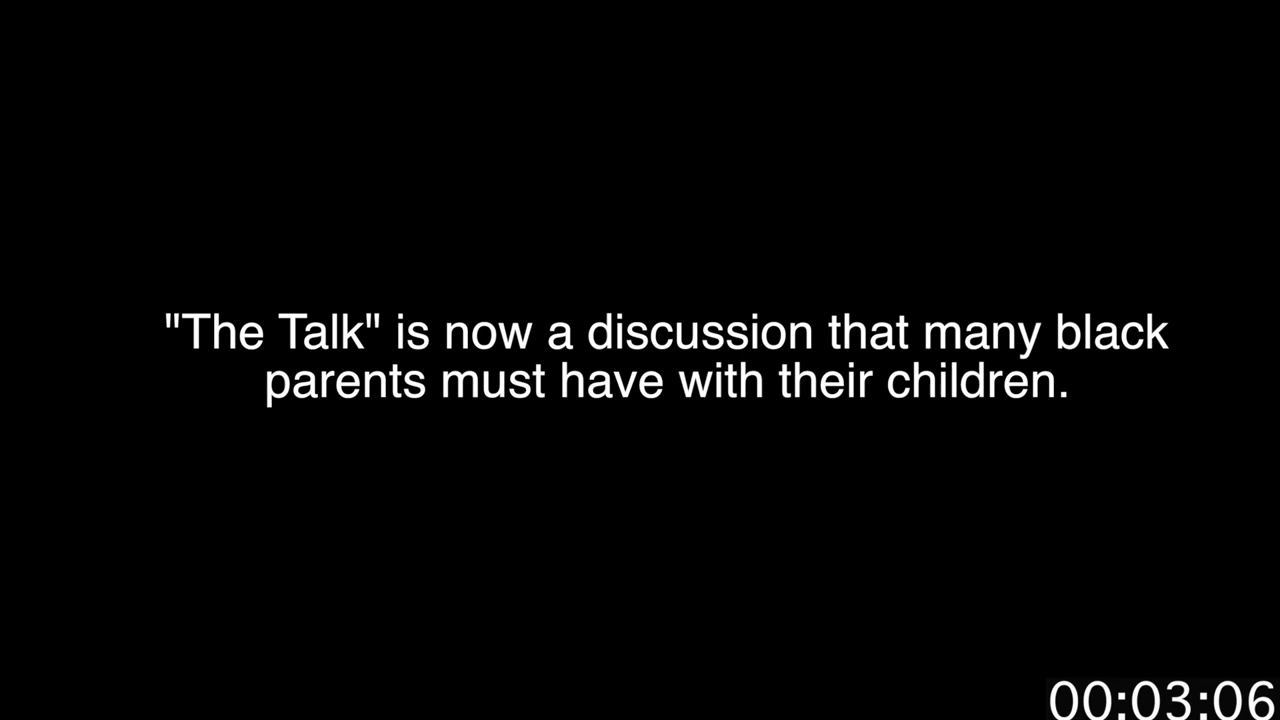 "The Talk" is now a discussion that many black
parents must have with their children.
00:03:06